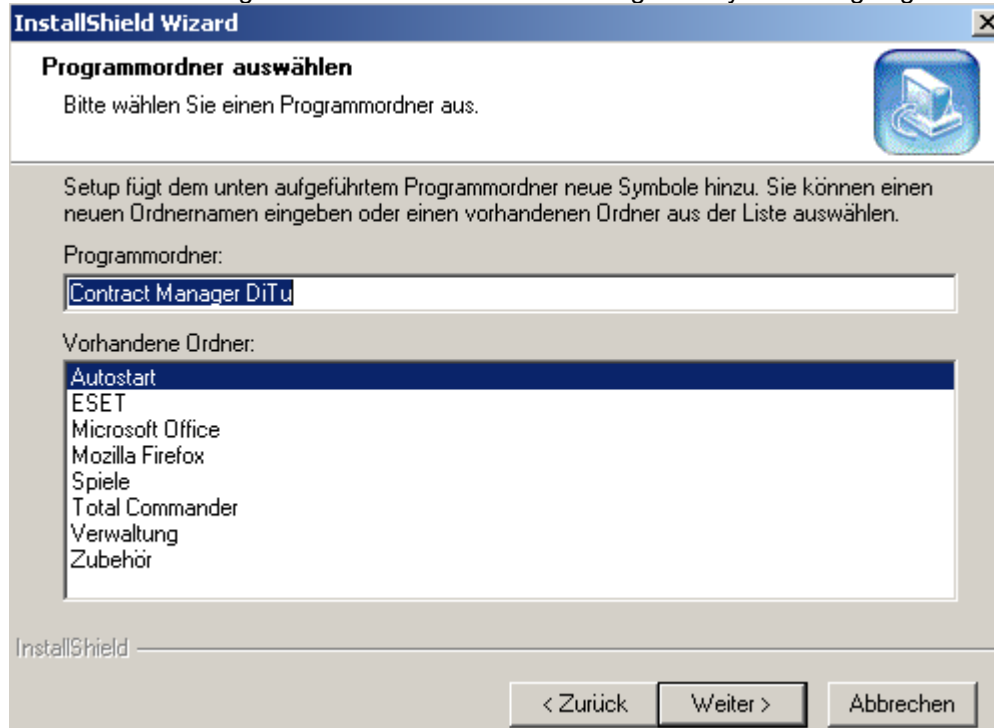 InstallShield Wizard
Programmordner auswählen
Bitte wählen Sie einen Programmordner aus.
Setup fügt dem unten aufgeführtem Programmordner neue Symbole hinzu. Sie können einen
neuen Ordnernamen eingeben oder einen vorhandenen Ordner aus der Liste auswählen.
Programmordner:
Contract Manager DiTu
Vorhandene Ordner:
Autostart
ESET
Microsoft Office
Mozilla Firefox
Spiele
Total Commander
Verwaltung
Zubehör
InstallShield
< Zurück Weiter > Abbrechen